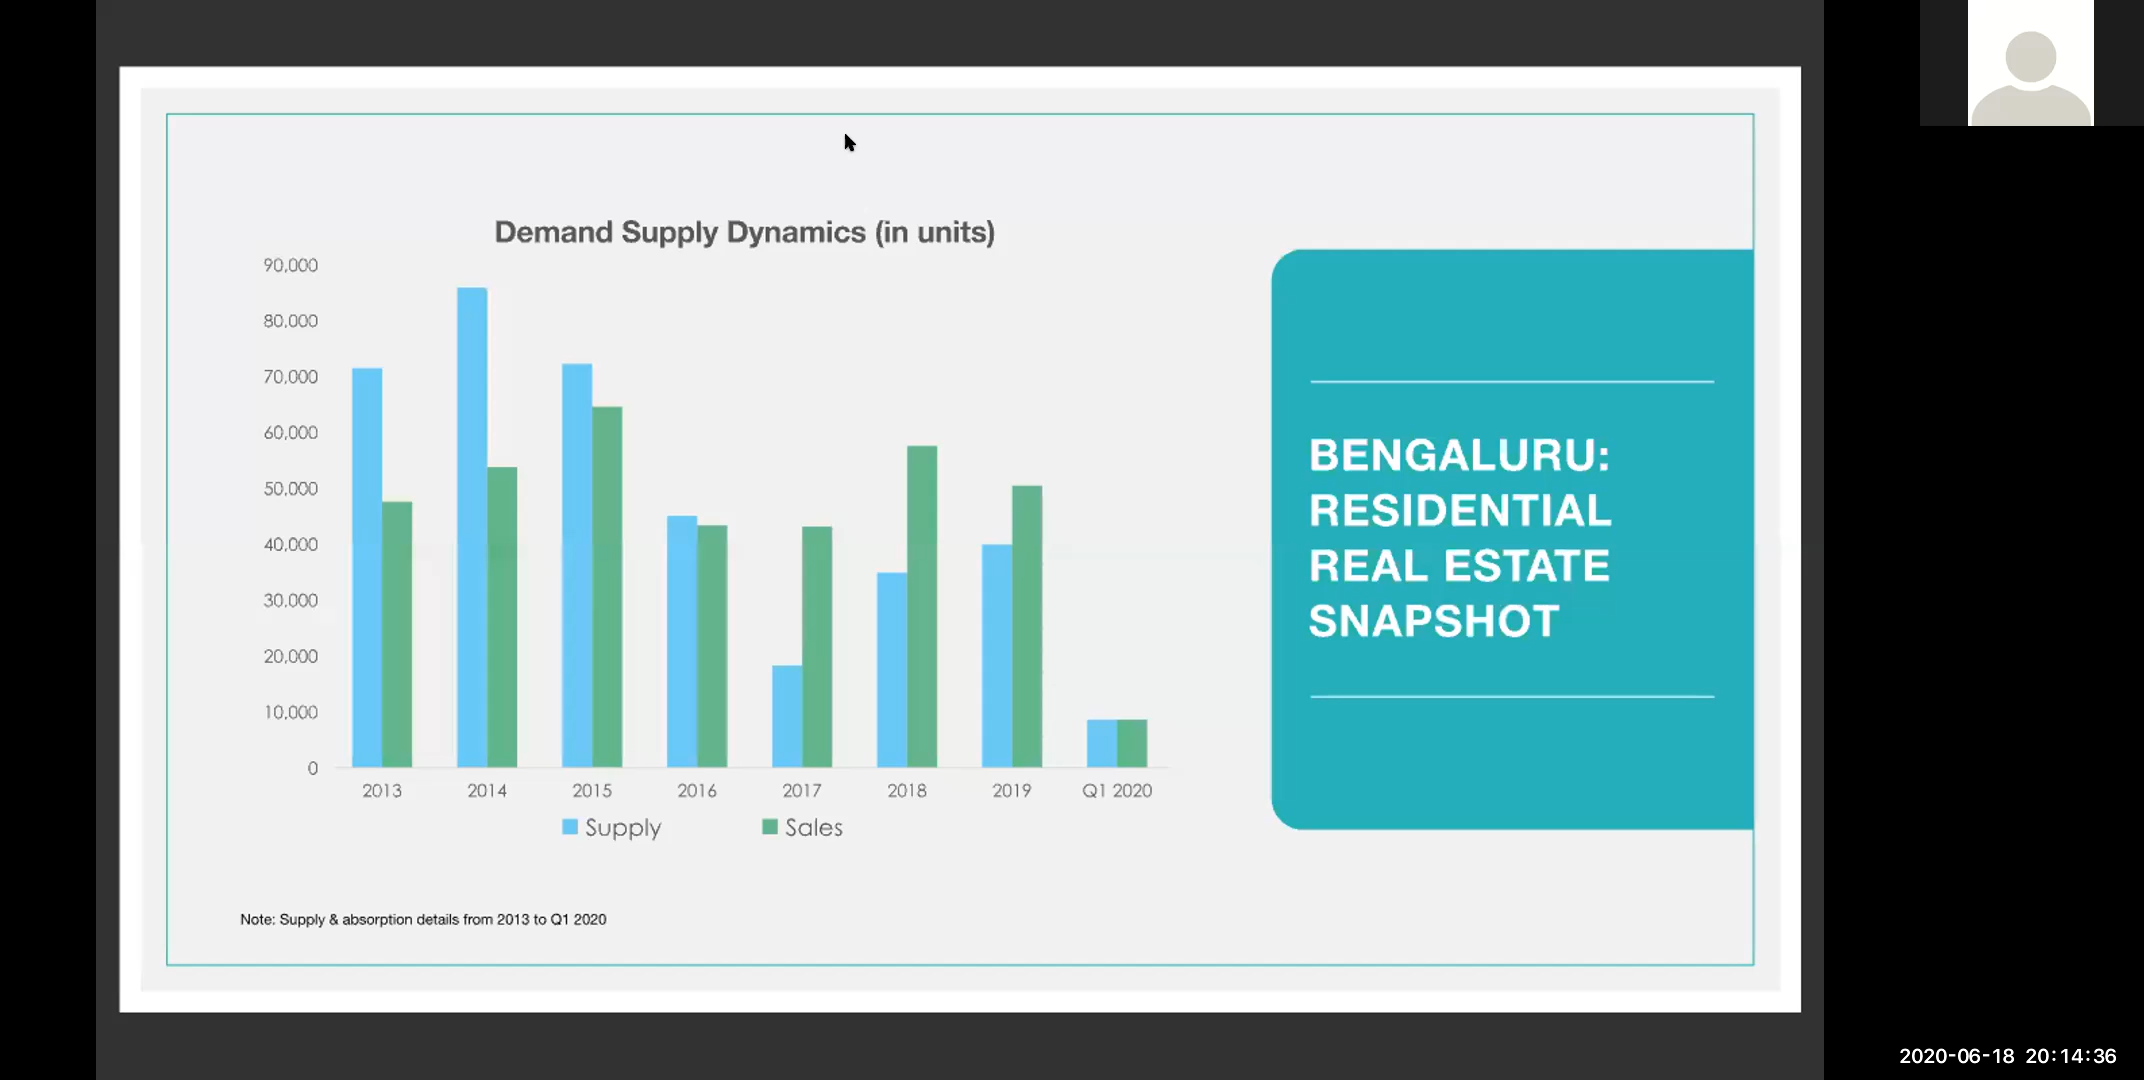 Demand Supply Dynamics (in units)
90,000
80,000
70,000
60,000
50,000
40,000
30,000
20,000
10,000
0
2013 2014 2015 2016 2017 2018 2019 Q1 2020
Supply Sales
Note: Supply & absorption details from 2013 to Q1 2020
BENGALURU:
RESIDENTIAL
REAL ESTATE
SNAPSHOT
2020-06-18 20:14:36